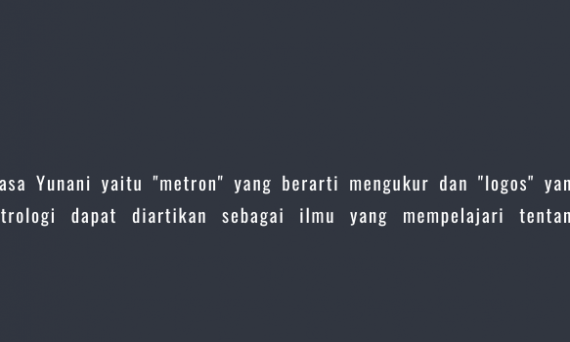 asa Yunani yaitu "metron" yang berarti mengukur dan "logos" yan
trologi dapat diartikan sebagai ilmu yang mempelajari tentan